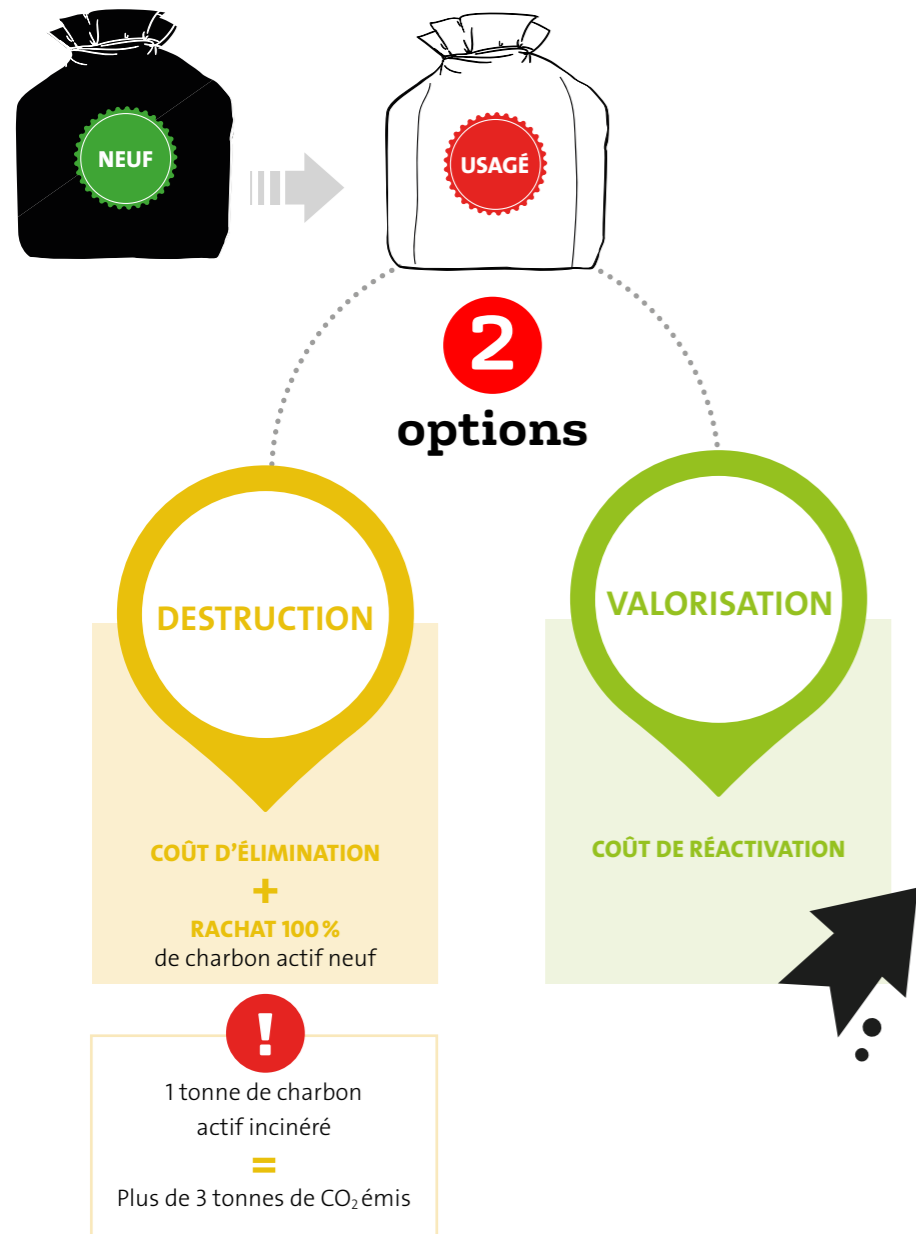 NEUF
USAGÉ
2
options
DESTRUCTION
COÛT D'ÉLIMINATION
+
RACHAT 100 %
de charbon actif neuf
!
1 tonne de charbon
actif incinéré
=
Plus de 3 tonnes de CO₂ émis
VALORISATION
COÛT DE RÉACTIVATION